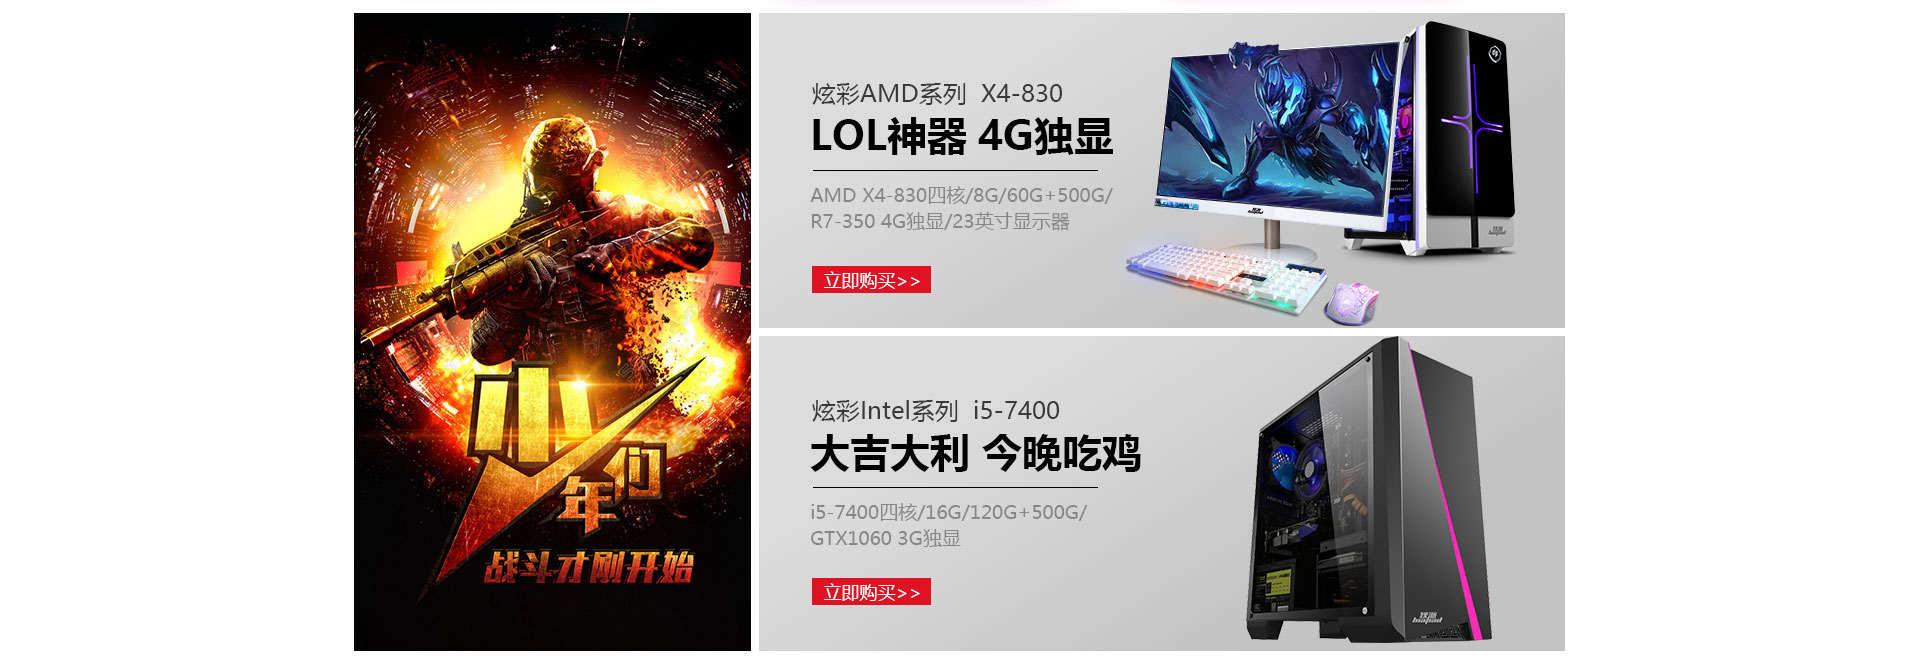 少年们
战斗才刚开始
炫彩AMD系列 X4-830
LOL神器 4G独显
AMD X4-830四核/8G/60G+500G/
R7-350 4G独显/23英寸显示器
立即购买>>
炫彩Intel系列 i5-7400
大吉大利 今晚吃鸡
i5-7400四核/16G/120G+500G/
GTX1060 3G独显
立即购买>>